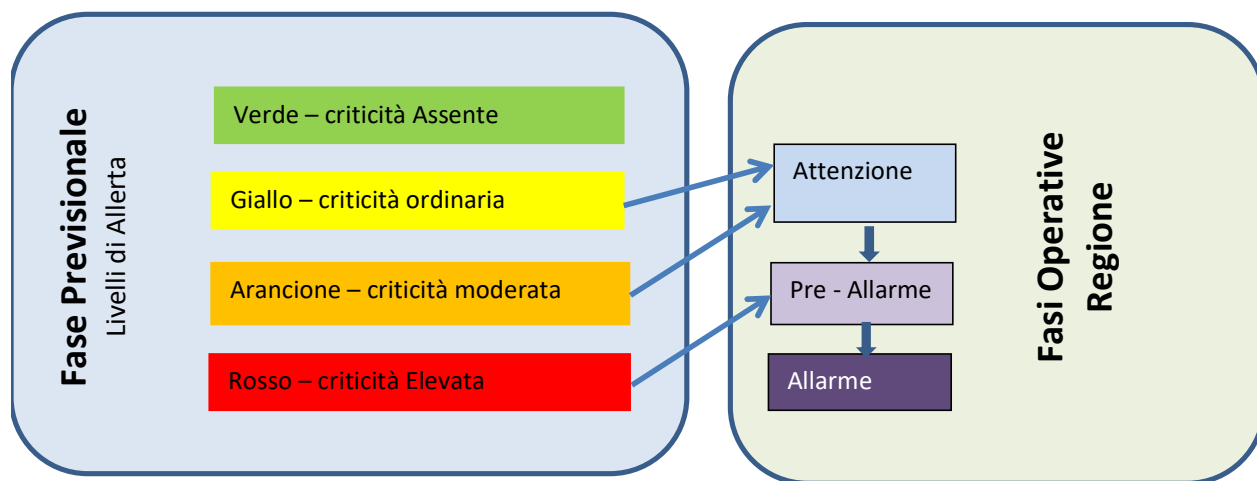 Fase Previsionale
Livelli di Allerta
Verde – criticità Assente
Giallo – criticità ordinaria
Arancione – criticità moderata
Rosso – criticità Elevata
Attenzione
Pre - Allarme
Allarme
Fasi Operative
Regione